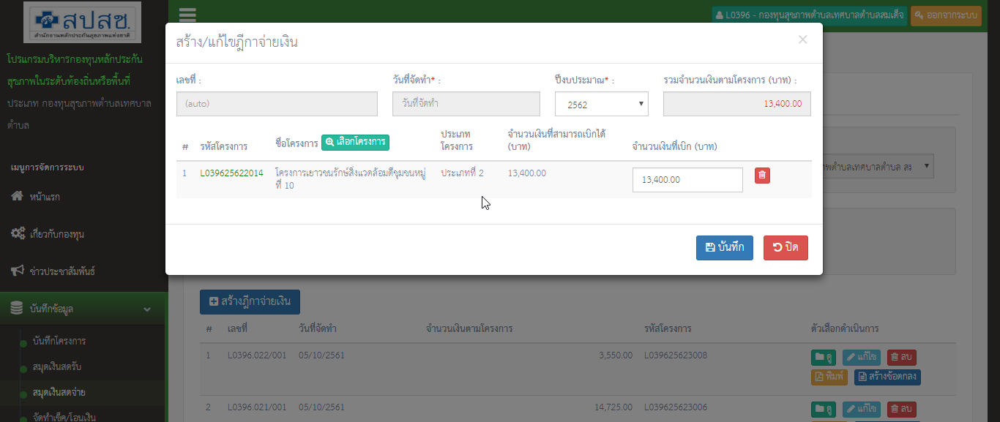 สปสช.
สำนักงานหลักประกันสุขภาพแห่งชาติ
L0396 - กองทุนสุขภาพตำบลเทศบาลตำบลสมเด็จ
ออกจากระบบ
โปรแกรมบริหารกองทุนหลักประกัน
สุขภาพในระดับท้องถิ่นหรือพื้นที่
ประเภท กองทุนสุขภาพตำบลเทศบาล
ตำบล
เมนูการจัดการระบบ
หน้าแรก
เกี่ยวกับกองทุน
ข่าวประชาสัมพันธ์
บันทึกข้อมูล
บันทึกโครงการ
สมุดเงินสดรับ
สมุดเงินสดจ่าย
จัดทำเช็ค/โอนเงิน
สร้าง/แก้ไขฎีกาจ่ายเงิน ×
เลขที่ : วันที่จัดทำ* : ปีงบประมาณ* : รวมจำนวนเงินตามโครงการ (บาท) :
(auto) วันที่จัดทำ 2562 13,400.00
# รหัสโครงการ ชื่อโครงการ เลือกโครงการ ประเภท โครงการ จำนวนเงินที่สามารถเบิกได้ (บาท) จำนวนเงินที่เบิก (บาท)
1 L039625622014 โครงการเยาวชนรักษ์สิ่งแวดล้อมดีชุมชนหมู่ ประเภทที่ 2 13,400.00 13,400.00
ที่ 10
บันทึก ปิด
ตำบลเทศบาลตำบล
สร้างฎีกาจ่ายเงิน
# เลขที่ วันที่จัดทำ จำนวนเงินตามโครงการ รหัสโครงการ ตัวเลือกดำเนินการ
1 L0396.022/001 05/10/2561 3,550.00 L039625623008 ดู แก้ไข ลบ
พิมพ์ สร้างข้อตกลง
2 L0396.021/001 05/10/2561 14,725.00 L039625623006 ดู แก้ไข ลบ